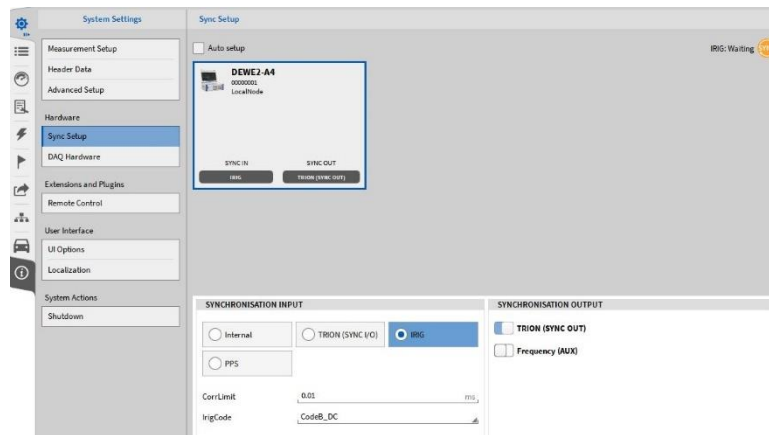 System Settings
Sync Setup
Measurement Setup
Header Data
Advanced Setup
Hardware
Sync Setup
DAQ Hardware
Extensions and Plugins
Remote Control
User Interface
UI Options
Localization
System Actions
Shutdown
Auto setup
IRIG: Waiting
SYNC
DEWE2-A4
00000001
LocalNode
SYNC IN SYNC OUT
IRIG TRION (SYNC OUT)
SYNCHRONISATION INPUT
Internal TRION (SYNC I/O) IRIG
PPS
CorrLimit 0.01 ms
IrigCode CodeB_DC
SYNCHRONISATION OUTPUT
TRION (SYNC OUT)
Frequency (AUX)